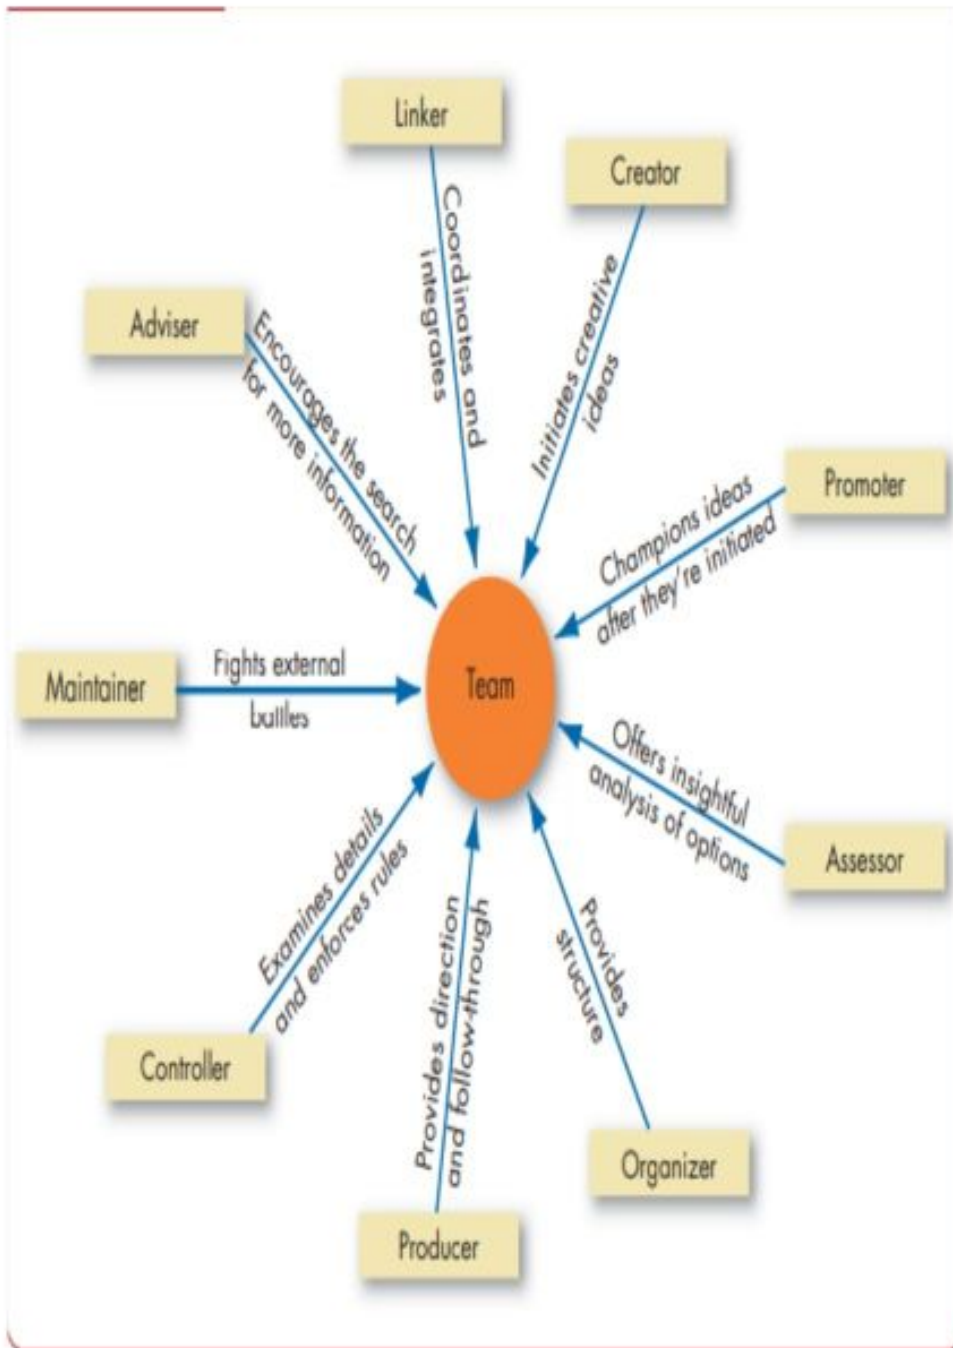 Linker
Coordinates and
integrates
Creator
Initiates creative
ideas
Promoter
Champions ideas
after they're initiated
Assessor
Offers insightful
analysis of options
Organizer
Provides
structure
Producer
Provides direction
and follow-through
Controller
Examines details
and enforces rules
Maintainer
Fights external
battles
Adviser
Encourages the search
for more information
Team